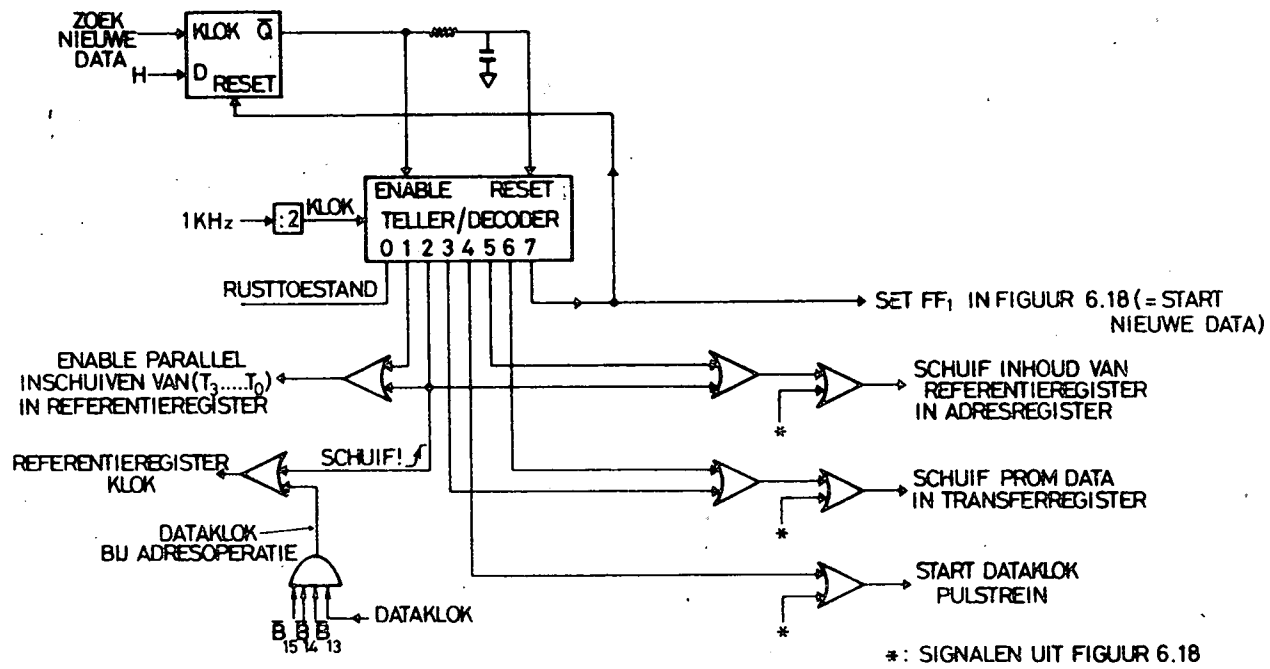 ZOEK
NIEUWE
DATA
KLOK Q̅
H
D
RESET
ENABLE RESET
1KHz
:2
KLOK
TELLER/DECODER
0 1 2 3 4 5 6 7
RUSTTOESTAND
SET FF1 IN FIGUUR 6.18 (= START
NIEUWE DATA)
ENABLE PARALLEL
INSCHUIVEN VAN (T3.....T0)
IN REFERENTIEREGISTER
SCHUIF INHOUD VAN
REFERENTIEREGISTER
IN ADRESREGISTER
*
REFERENTIEREGISTER
KLOK
SCHUIF!
SCHUIF PROM DATA
IN TRANSFERREGISTER
*
DATAKLOK
BIJ ADRESOPERATIE
START DATAKLOK
PULSTREIN
*
DATAKLOK
B̅15 B̅14 B̅13
*: SIGNALEN UIT FIGUUR 6.18